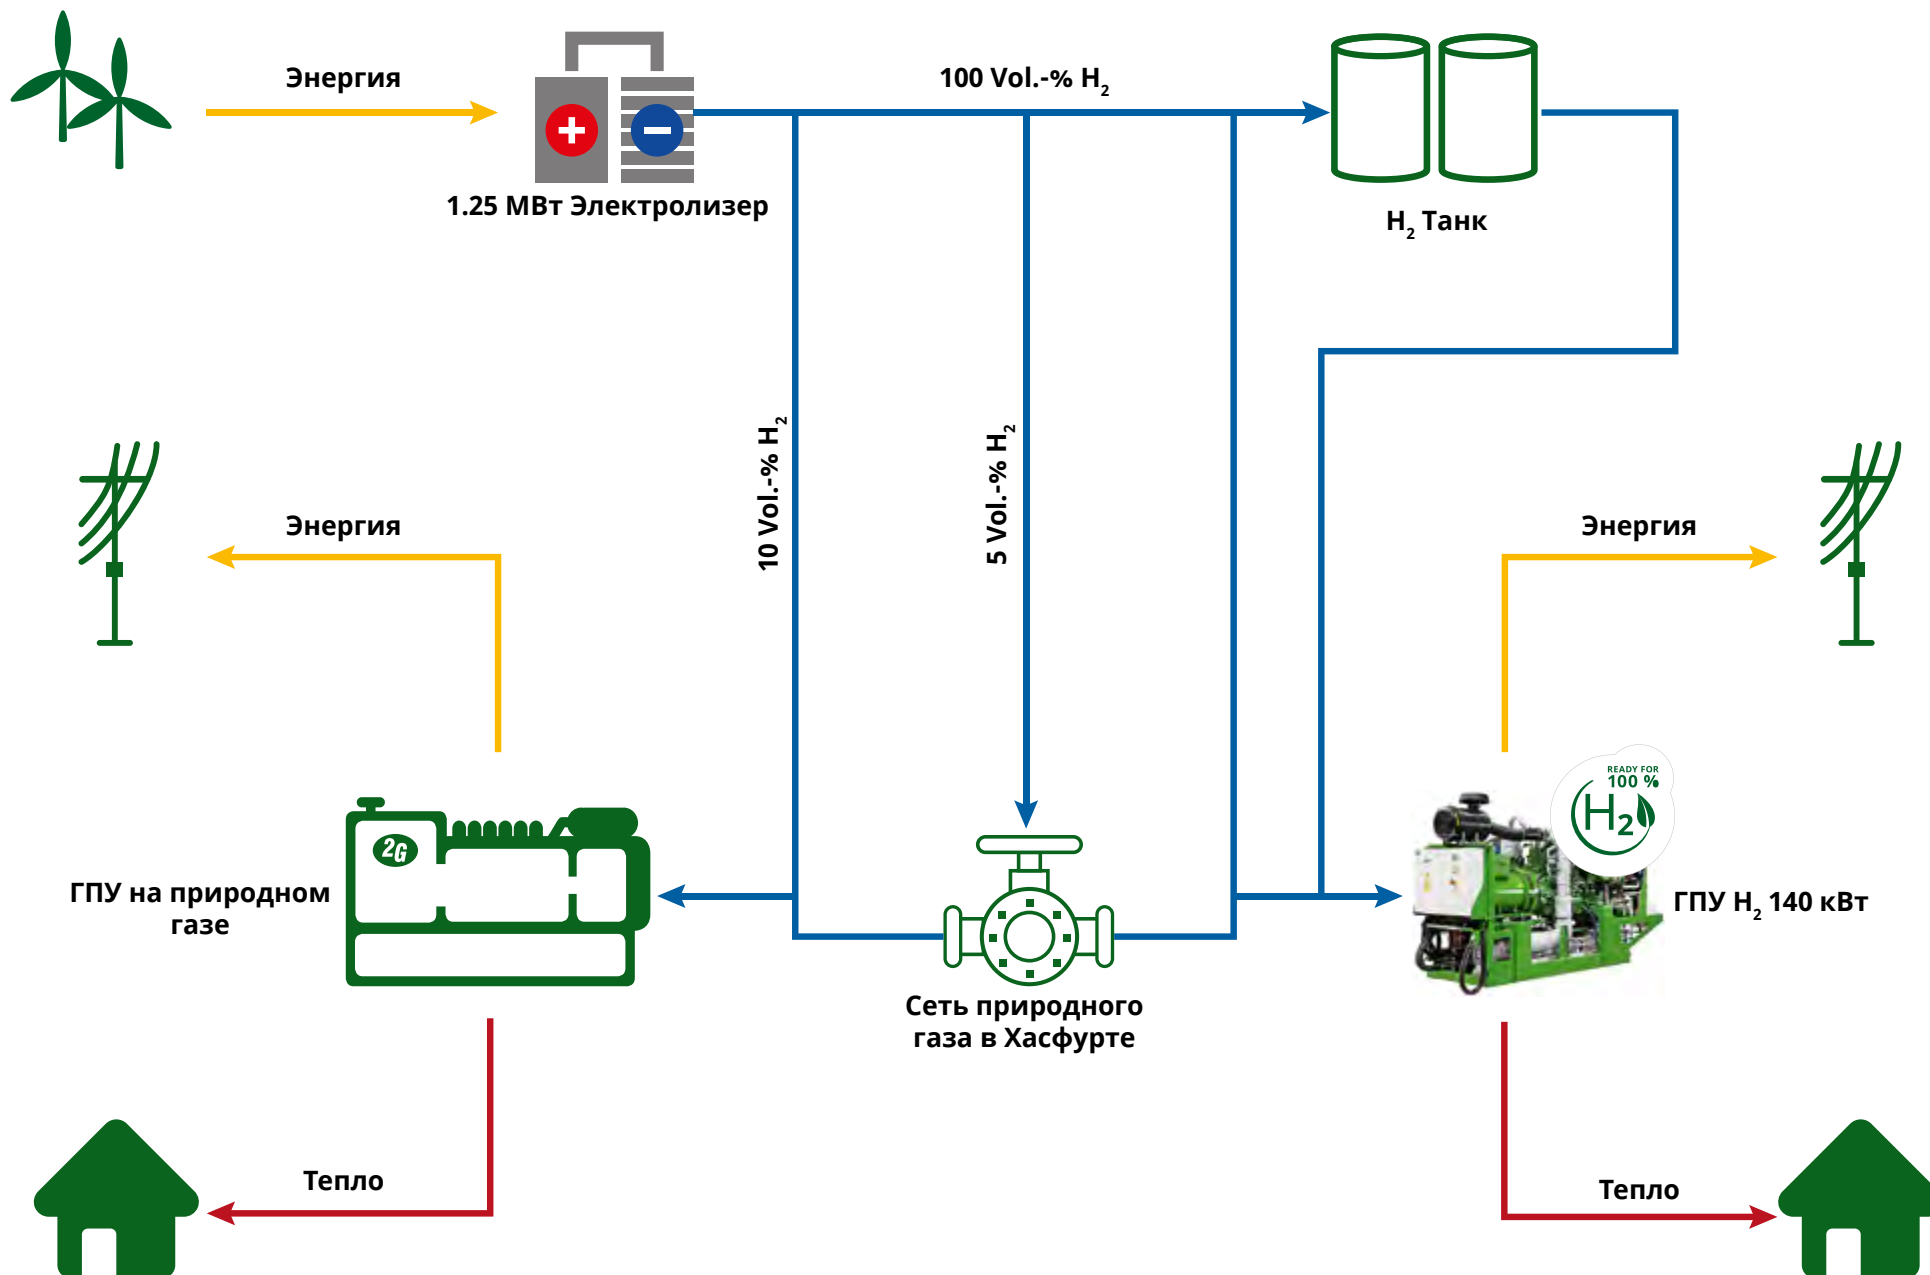 Энергия
100 Vol.-% H₂
1.25 МВт Электролизер
H₂ Танк
10 Vol.-% H₂
5 Vol.-% H₂
Энергия
Энергия
READY FOR
100 %
H₂
2G
ГПУ на природном
газе
ГПУ H₂ 140 кВт
Сеть природного
газа в Хасфурте
Тепло
Тепло